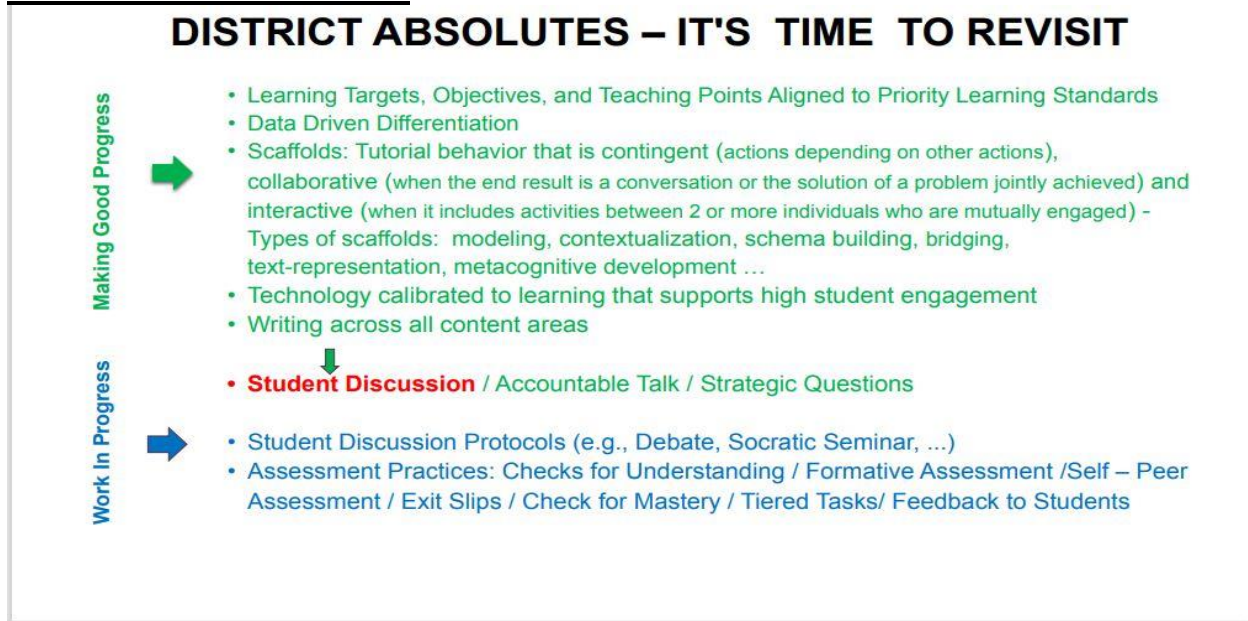 DISTRICT ABSOLUTES – IT'S TIME TO REVISIT
Making Good Progress
• Learning Targets, Objectives, and Teaching Points Aligned to Priority Learning Standards
• Data Driven Differentiation
• Scaffolds: Tutorial behavior that is contingent (actions depending on other actions),
collaborative (when the end result is a conversation or the solution of a problem jointly achieved) and
interactive (when it includes activities between 2 or more individuals who are mutually engaged) -
Types of scaffolds: modeling, contextualization, schema building, bridging,
text-representation, metacognitive development …
• Technology calibrated to learning that supports high student engagement
• Writing across all content areas
Work In Progress
• Student Discussion / Accountable Talk / Strategic Questions
• Student Discussion Protocols (e.g., Debate, Socratic Seminar, ...)
• Assessment Practices: Checks for Understanding / Formative Assessment /Self – Peer
Assessment / Exit Slips / Check for Mastery / Tiered Tasks/ Feedback to Students